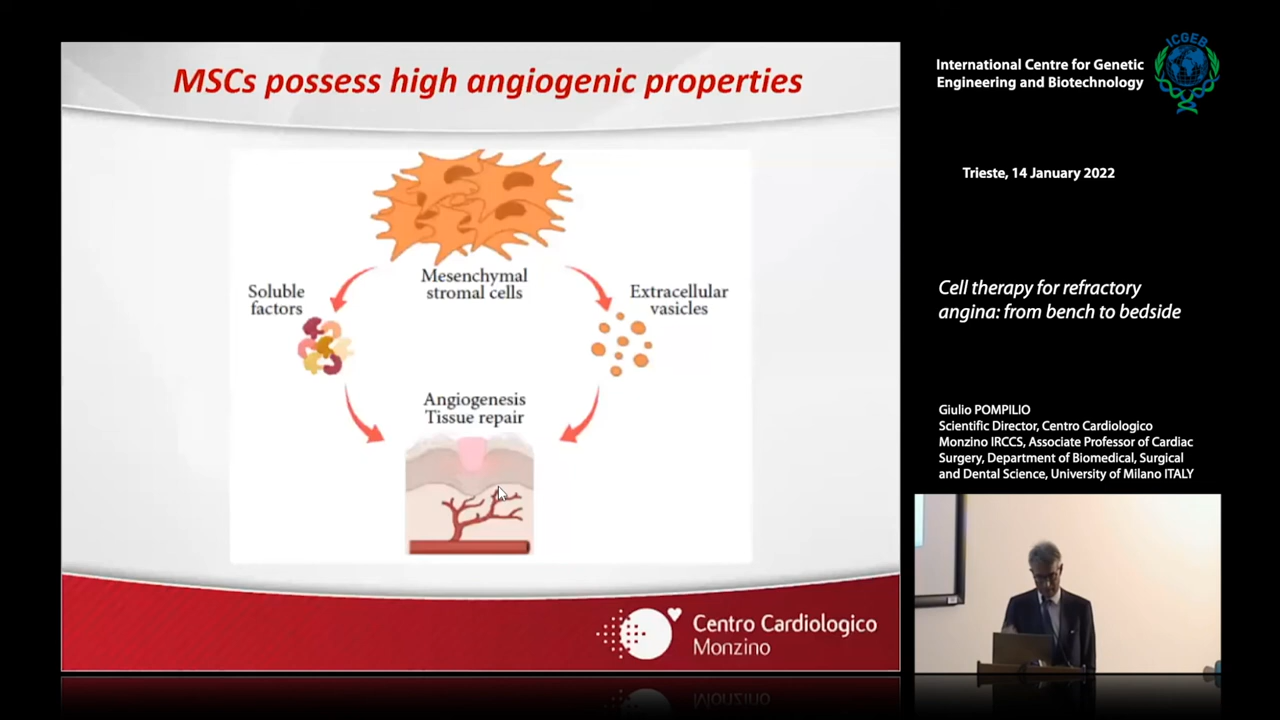 MSCs possess high angiogenic properties
Mesenchymal
stromal cells
Soluble
factors
Extracellular
vasicles
Angiogenesis
Tissue repair
Centro Cardiologico
Monzino
ICGEB
International Centre for Genetic
Engineering and Biotechnology
Trieste, 14 January 2022
Cell therapy for refractory
angina: from bench to bedside
Giulio POMPILIO
Scientific Director, Centro Cardiologico
Monzino IRCCS, Associate Professor of Cardiac
Surgery, Department of Biomedical, Surgical
and Dental Science, University of Milano ITALY